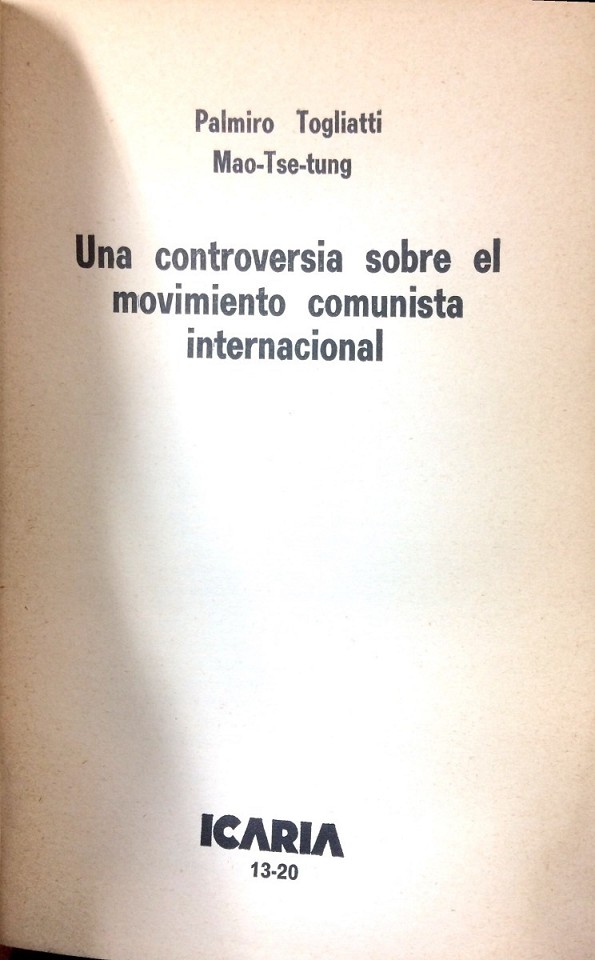 Palmiro Togliatti
Mao-Tse-tung
Una controversia sobre el
movimiento comunista
internacional
ICARIA
13-20